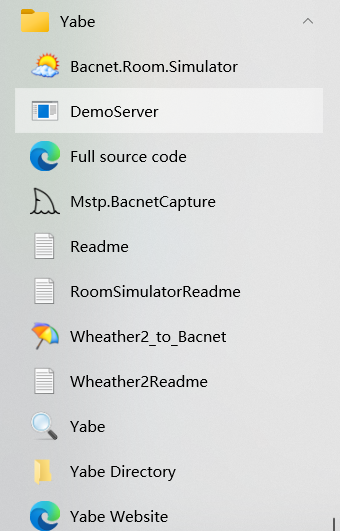 Yabe
Bacnet.Room.Simulator
DemoServer
Full source code
Mstp.BacnetCapture
Readme
RoomSimulatorReadme
Wheather2_to_Bacnet
Wheather2Readme
Yabe
Yabe Directory
Yabe Website